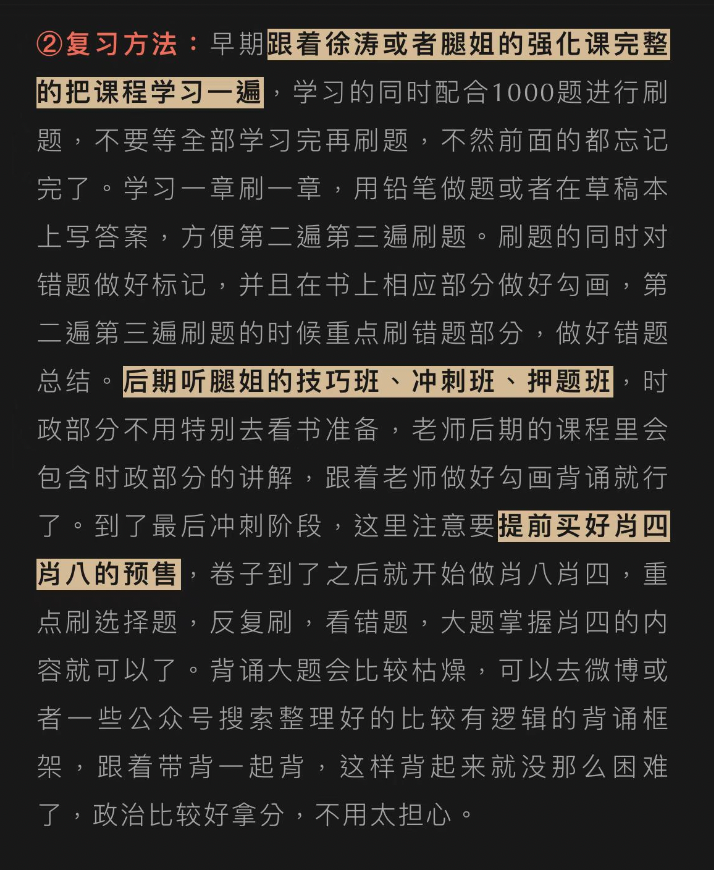 ②复习方法：早期跟着徐涛或者腿姐的强化课完整
的把课程学习一遍，学习的同时配合1000题进行刷
题，不要等全部学习完再刷题，不然前面的都忘记
完了。学习一章刷一章，用铅笔做题或者在草稿本
上写答案，方便第二遍第三遍刷题。刷题的同时对
错题做好标记，并且在书上相应部分做好勾画，第
二遍第三遍刷题的时候重点刷错题部分，做好错题
总结。后期听腿姐的技巧班、冲刺班、押题班，时
政部分不用特别去看书准备，老师后期的课程里会
包含时政部分的讲解，跟着老师做好勾画背诵就行
了。到了最后冲刺阶段，这里注意要提前买好肖四
肖八的预售，卷子到了之后就开始做肖八肖四，重
点刷选择题，反复刷，看错题，大题掌握肖四的内
容就可以了。背诵大题会比较枯燥，可以去微博或
者一些公众号搜索整理好的比较有逻辑的背诵框
架，跟着带背一起背，这样背起来就没那么困难
了，政治比较好拿分，不用太担心。